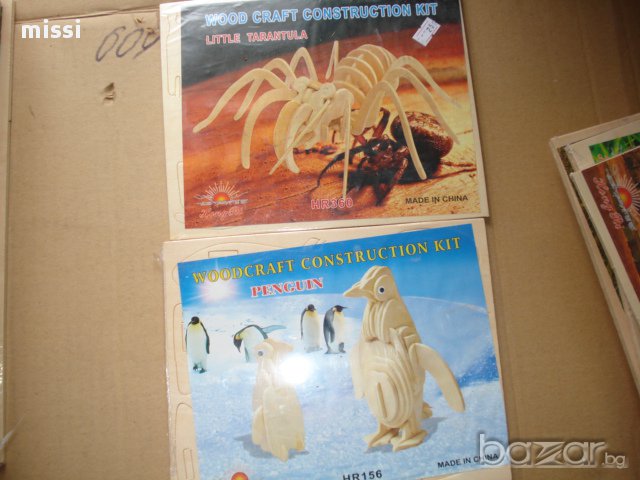 missi
400
WOOD CRAFT CONSTRUCTION KIT
LITTLE TARANTULA
HR360
MADE IN CHINA
WOODCRAFT CONSTRUCTION KIT
PENGUIN
HR156
MADE IN CHINA
bazar.bg